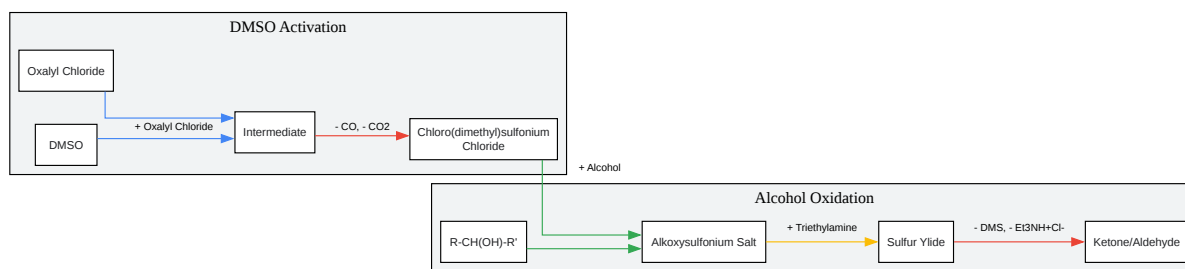 DMSO Activation
Oxalyl Chloride
+ Oxalyl Chloride
DMSO
Intermediate
- CO, - CO2
Chloro(dimethyl)sulfonium
Chloride
+ Alcohol
Alcohol Oxidation
R-CH(OH)-R'
Alkoxysulfonium Salt
+ Triethylamine
Sulfur Ylide
- DMS, - Et3NH+Cl-
Ketone/Aldehyde